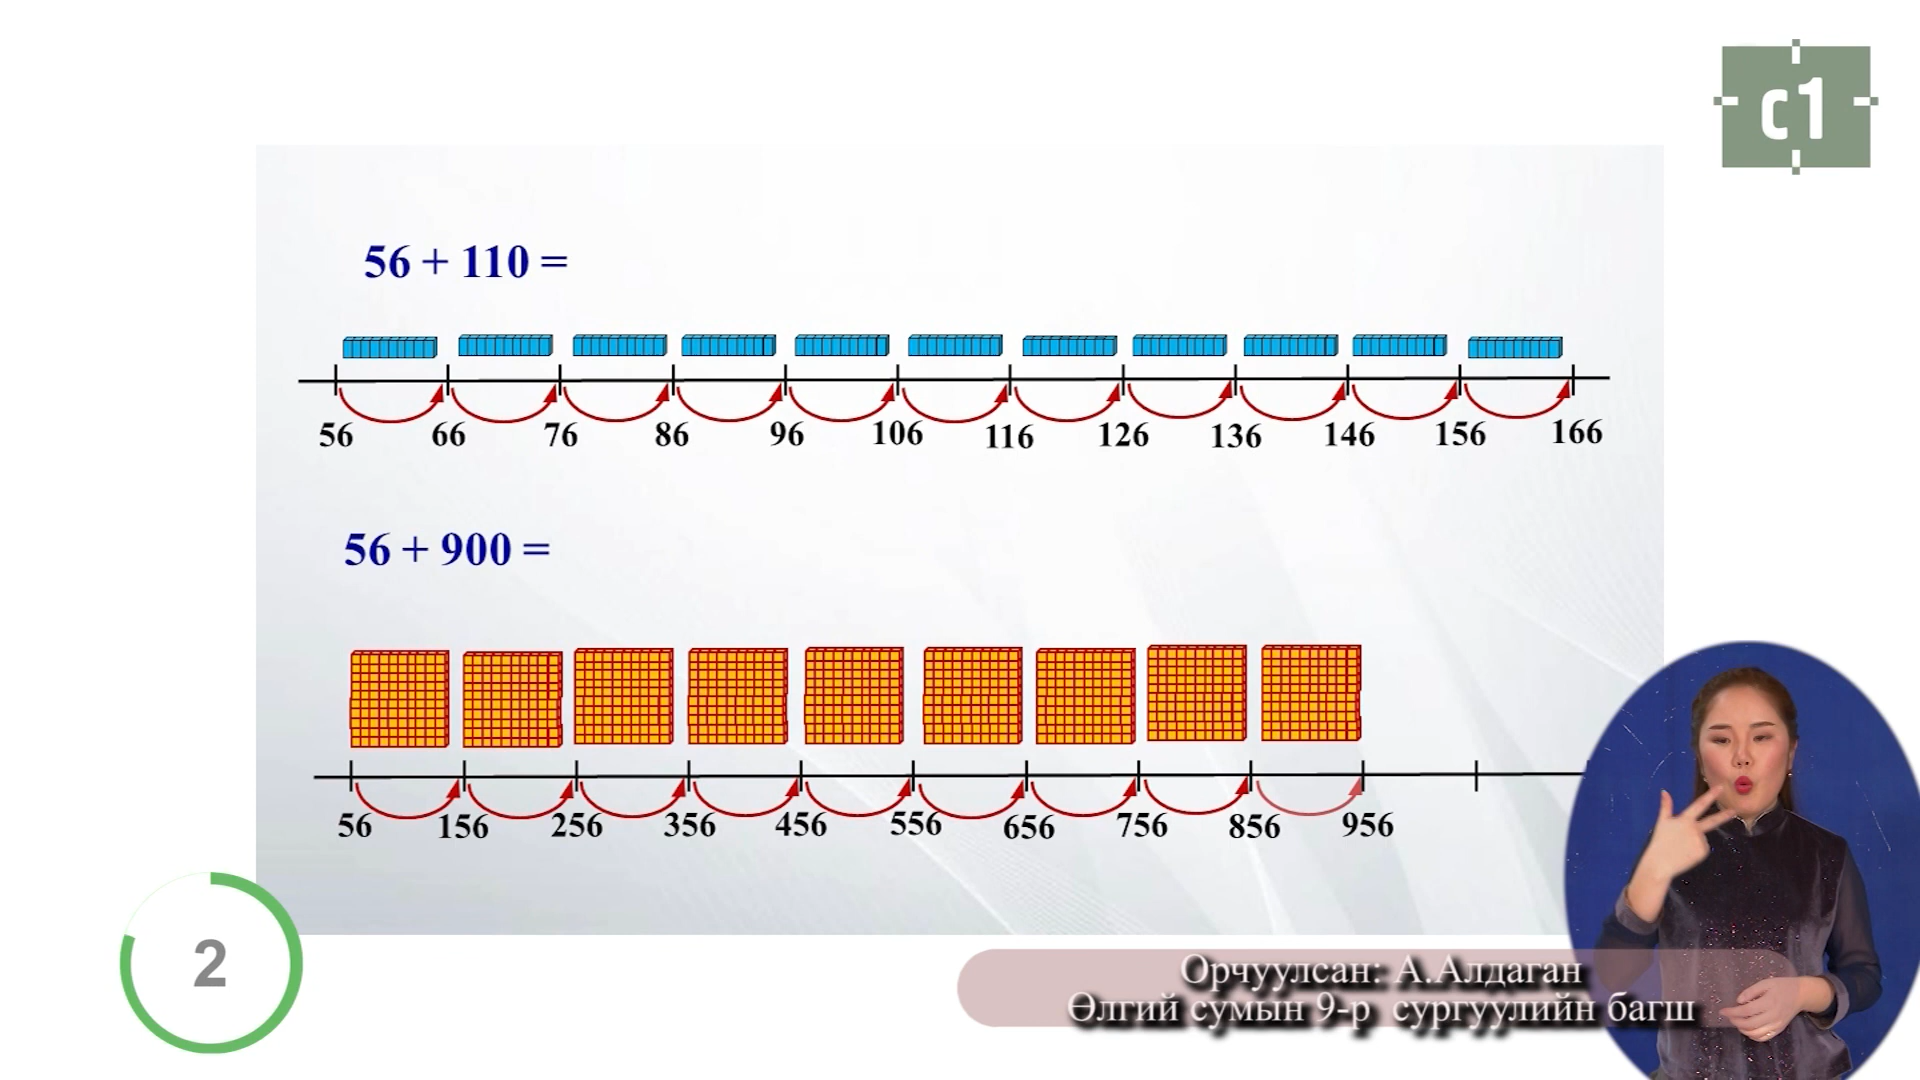 c1
56 + 110 =
56 66 76 86 96 106 116 126 136 146 156 166
56 + 900 =
56 156 256 356 456 556 656 756 856 956
2
Орчуулсан: А.Алдаган
Өлгий сумын 9-р сургуулийн багш